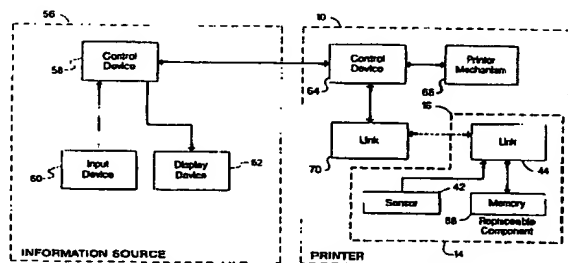 56
10
Control
Device
58
Control
Device
64
Printer
Mechanism
68
16
Input
Device
60
Display
Device
62
Link
70
Link
44
Sensor
42
Memory
Replaceable
Component
14
INFORMATION SOURCE
PRINTER